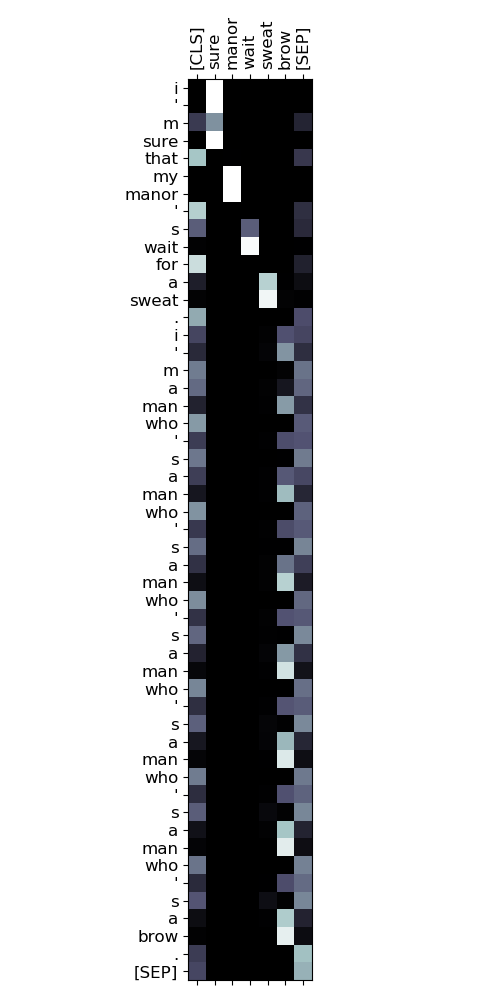 [CLS]
sure
manor
wait
sweat
brow
[SEP]
i
'
m
sure
that
my
manor
'
s
wait
for
a
sweat
.
i
'
m
a
man
who
'
s
a
man
who
'
s
a
man
who
'
s
a
man
who
'
s
a
man
who
'
s
a
man
who
'
s
a
brow
.
[SEP]